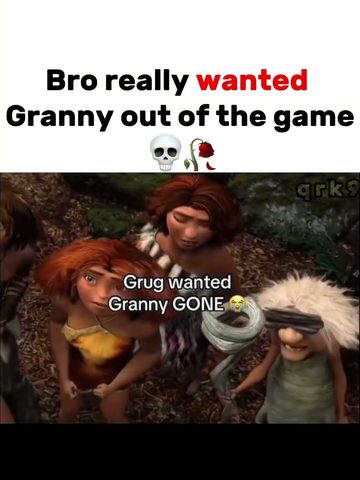 Bro really wanted
Granny out of the game
💀🥀
qrk9
Grug wanted
Granny GONE 😭